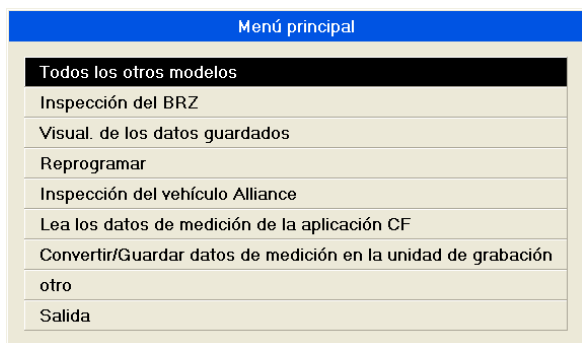 Menú principal
Todos los otros modelos
Inspección del BRZ
Visual. de los datos guardados
Reprogramar
Inspección del vehículo Alliance
Lea los datos de medición de la aplicación CF
Convertir/Guardar datos de medición en la unidad de grabación
otro
Salida